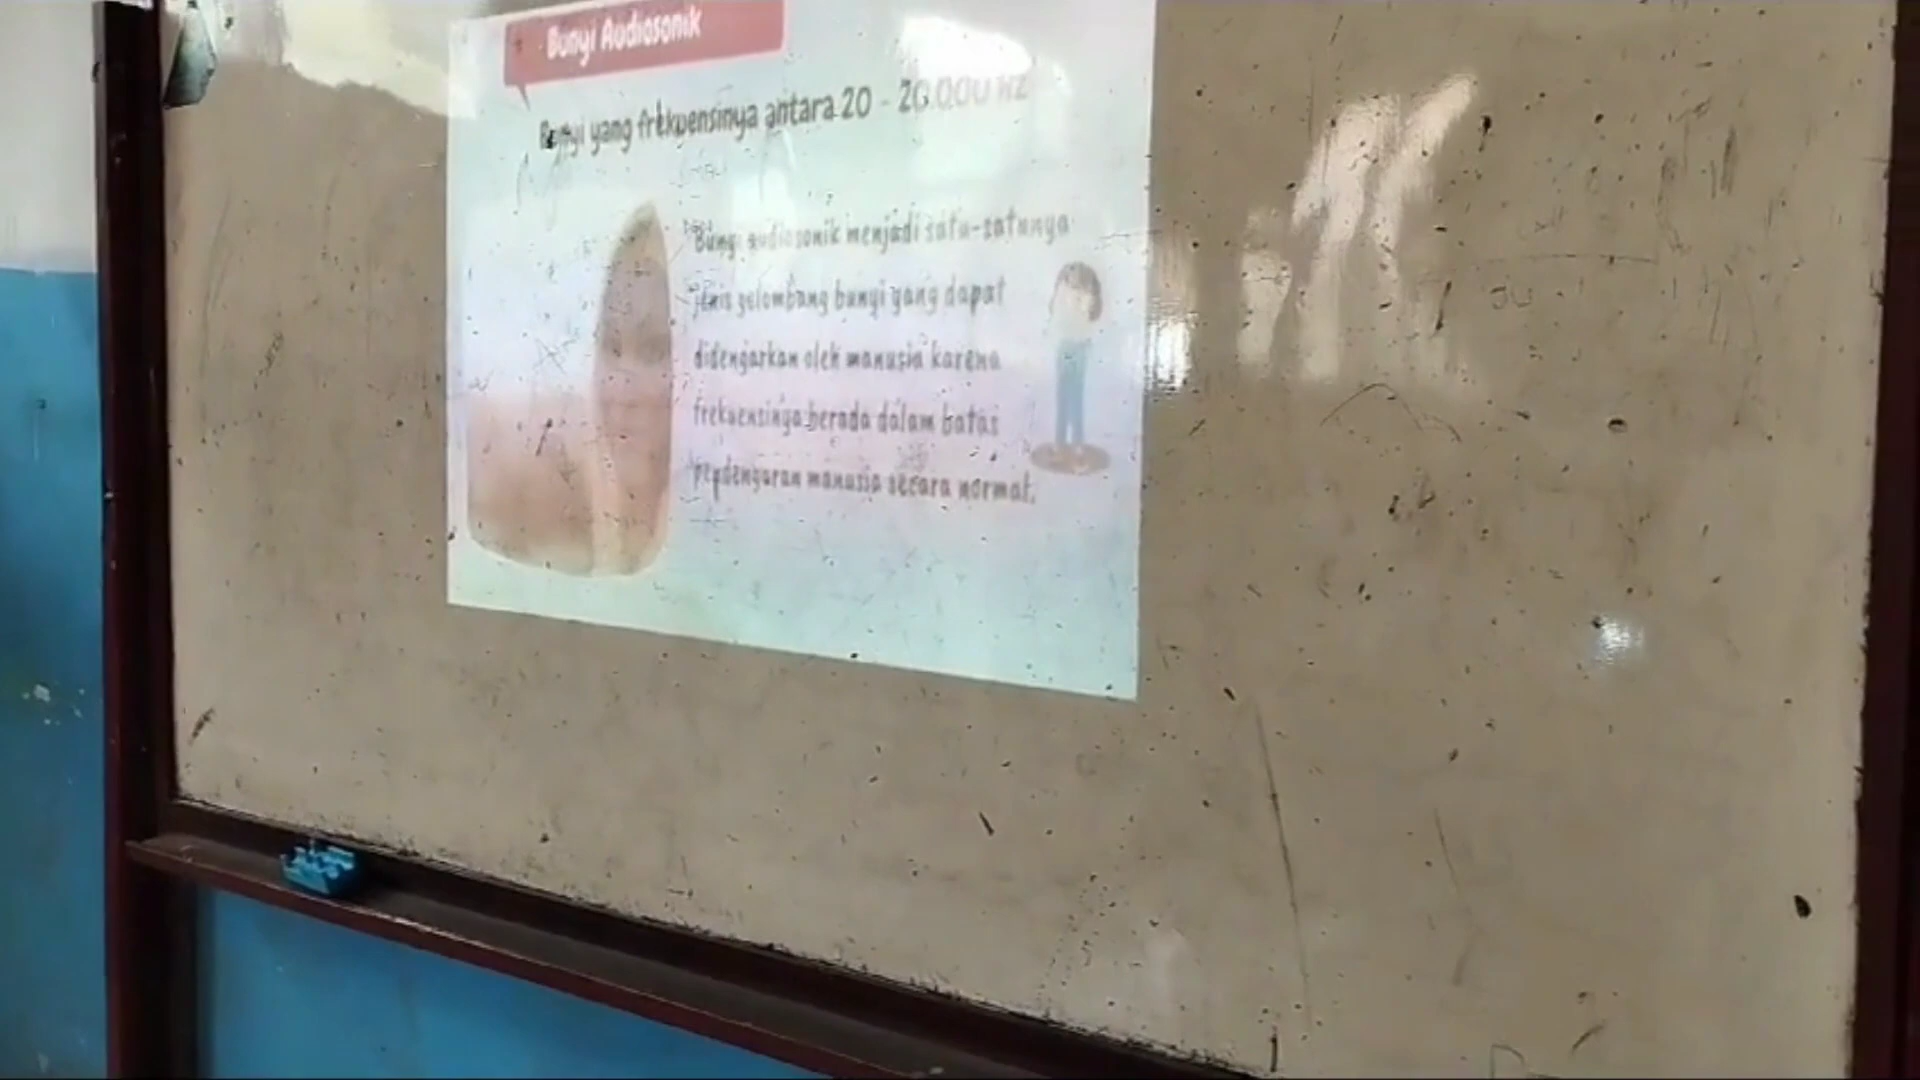 Bunyi Audiosonik
Bunyi yang frekuensinya antara 20 - 20.000 Hz
Bunyi audiosonik menjadi satu-satunya
jenis gelombang bunyi yang dapat
didengarkan oleh manusia karena
frekuensinya berada dalam batas
pendengaran manusia secara normal.